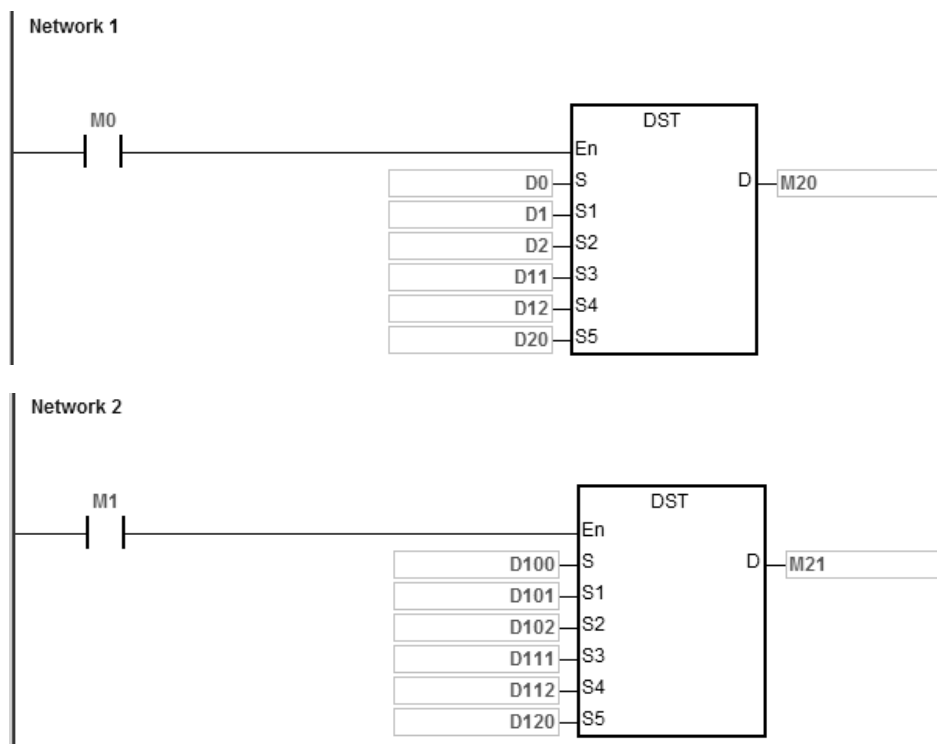 Network 1
M0
DST
En
D0 S D M20
D1 S1
D2 S2
D11 S3
D12 S4
D20 S5
Network 2
M1
DST
En
D100 S D M21
D101 S1
D102 S2
D111 S3
D112 S4
D120 S5